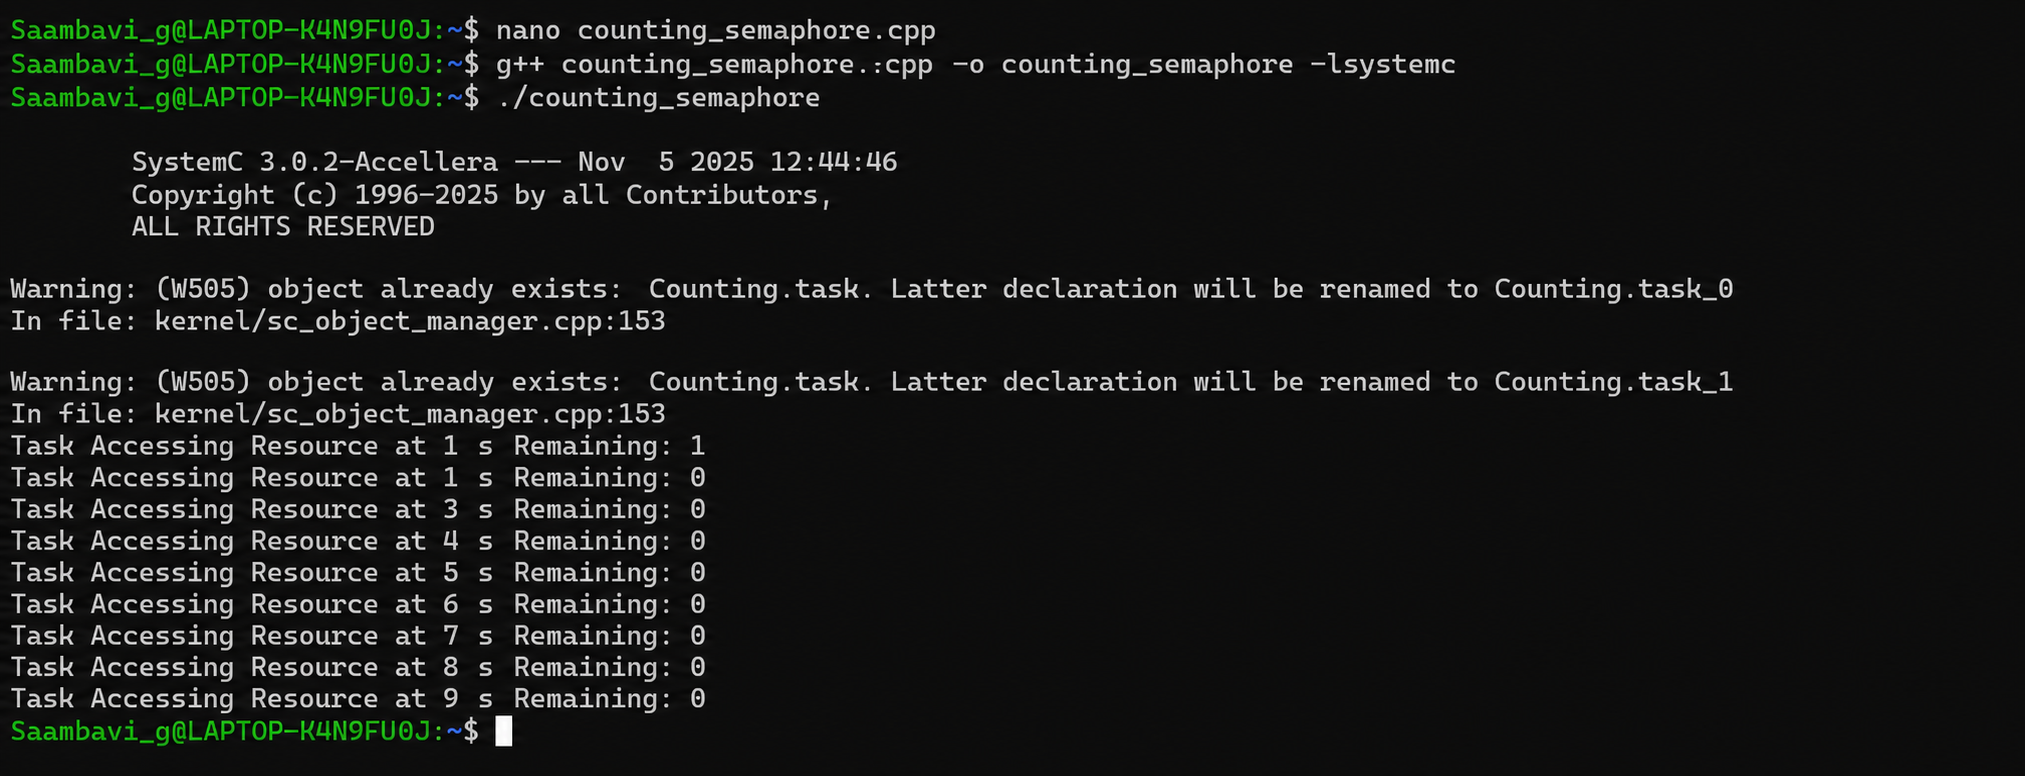 Saambavi_g@LAPTOP-K4N9FU0J:~$ nano counting_semaphore.cpp
Saambavi_g@LAPTOP-K4N9FU0J:~$ g++ counting_semaphore.:cpp -o counting_semaphore -lsystemc
Saambavi_g@LAPTOP-K4N9FU0J:~$ ./counting_semaphore
SystemC 3.0.2-Accellera --- Nov  5 2025 12:44:46
Copyright (c) 1996-2025 by all Contributors,
ALL RIGHTS RESERVED
Warning: (W505) object already exists: Counting.task. Latter declaration will be renamed to Counting.task_0
In file: kernel/sc_object_manager.cpp:153
Warning: (W505) object already exists: Counting.task. Latter declaration will be renamed to Counting.task_1
In file: kernel/sc_object_manager.cpp:153
Task Accessing Resource at 1 s Remaining: 1
Task Accessing Resource at 1 s Remaining: 0
Task Accessing Resource at 3 s Remaining: 0
Task Accessing Resource at 4 s Remaining: 0
Task Accessing Resource at 5 s Remaining: 0
Task Accessing Resource at 6 s Remaining: 0
Task Accessing Resource at 7 s Remaining: 0
Task Accessing Resource at 8 s Remaining: 0
Task Accessing Resource at 9 s Remaining: 0
Saambavi_g@LAPTOP-K4N9FU0J:~$